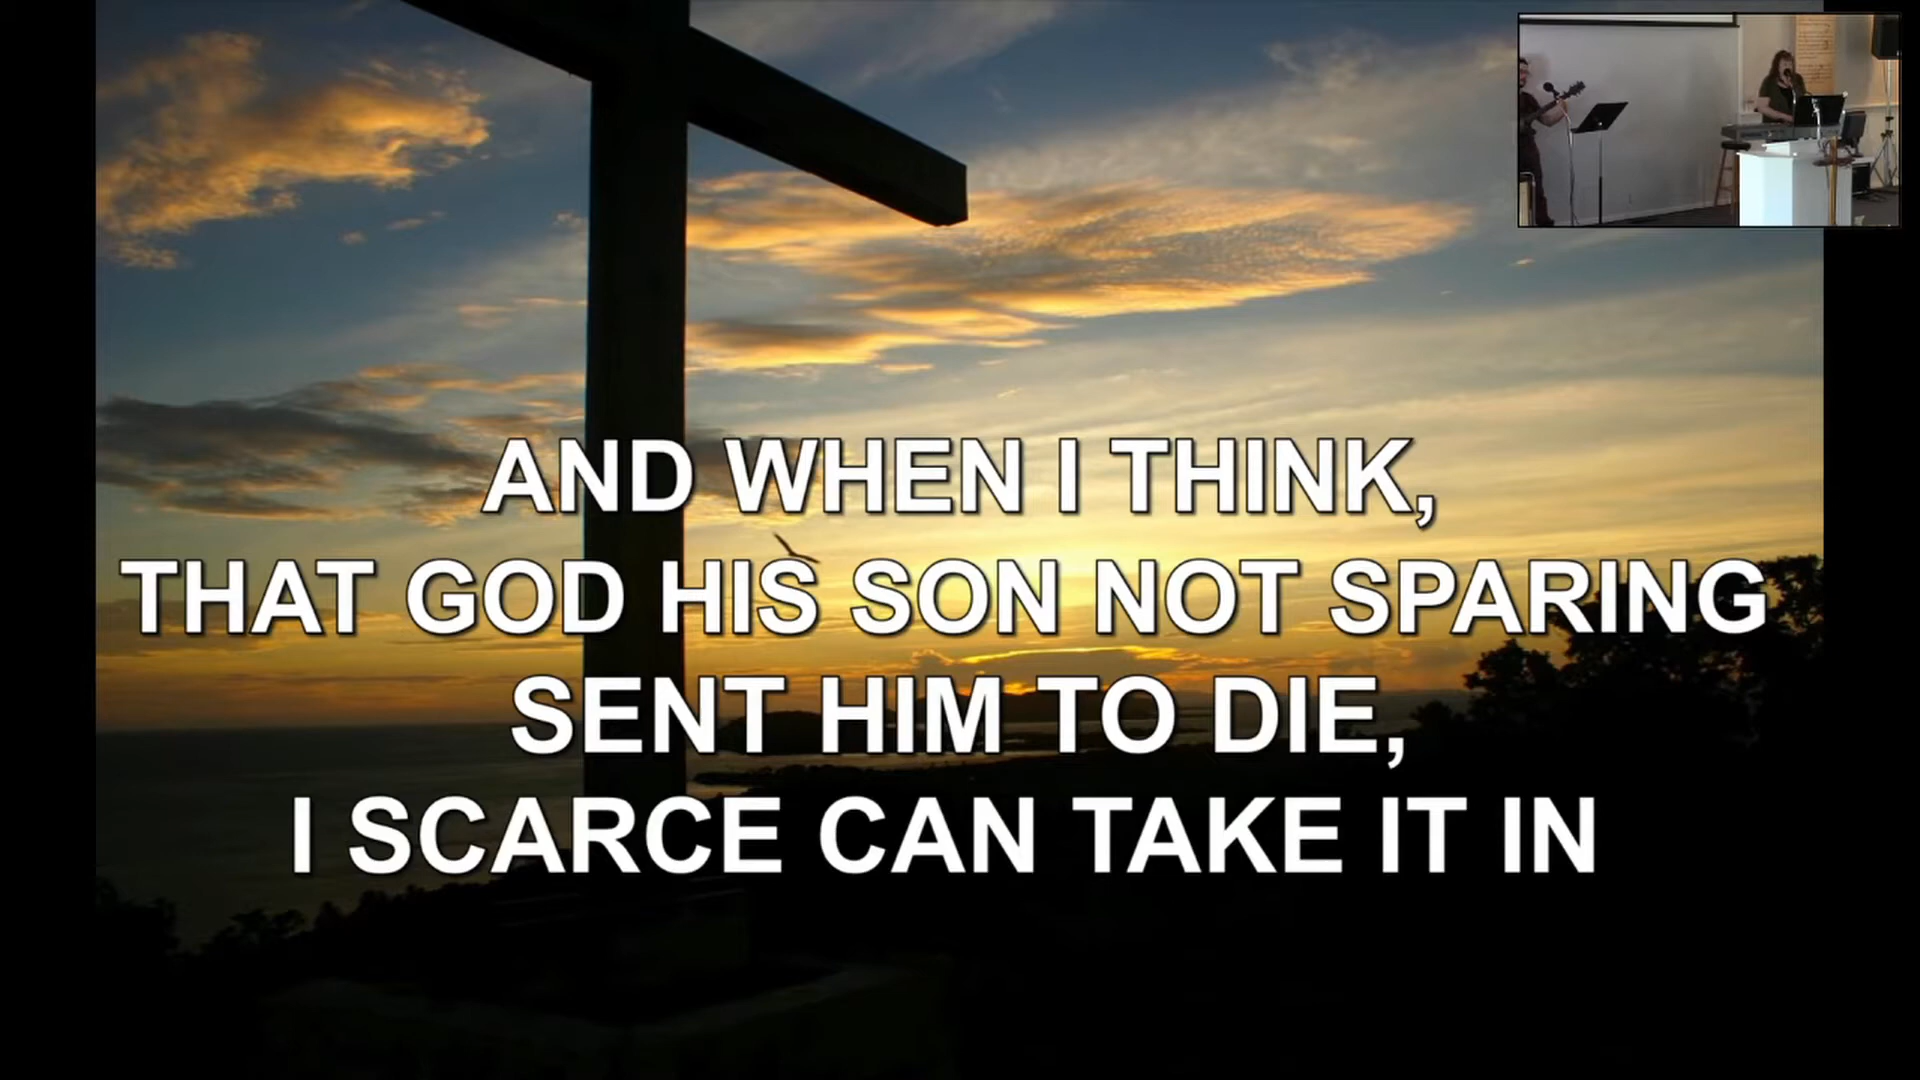 AND WHEN I THINK,
THAT GOD HIS SON NOT SPARING
SENT HIM TO DIE,
I SCARCE CAN TAKE IT IN